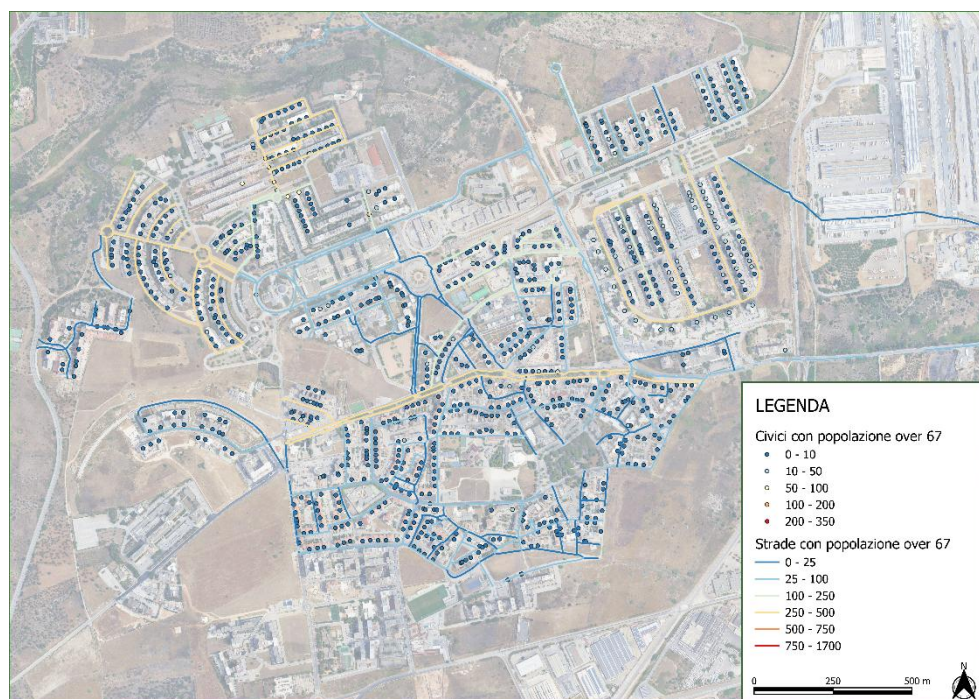 LEGENDA
Civici con popolazione over 67
0 - 10
10 - 50
50 - 100
100 - 200
200 - 350
Strade con popolazione over 67
0 - 25
25 - 100
100 - 250
250 - 500
500 - 750
750 - 1700
0 250 500 m
N